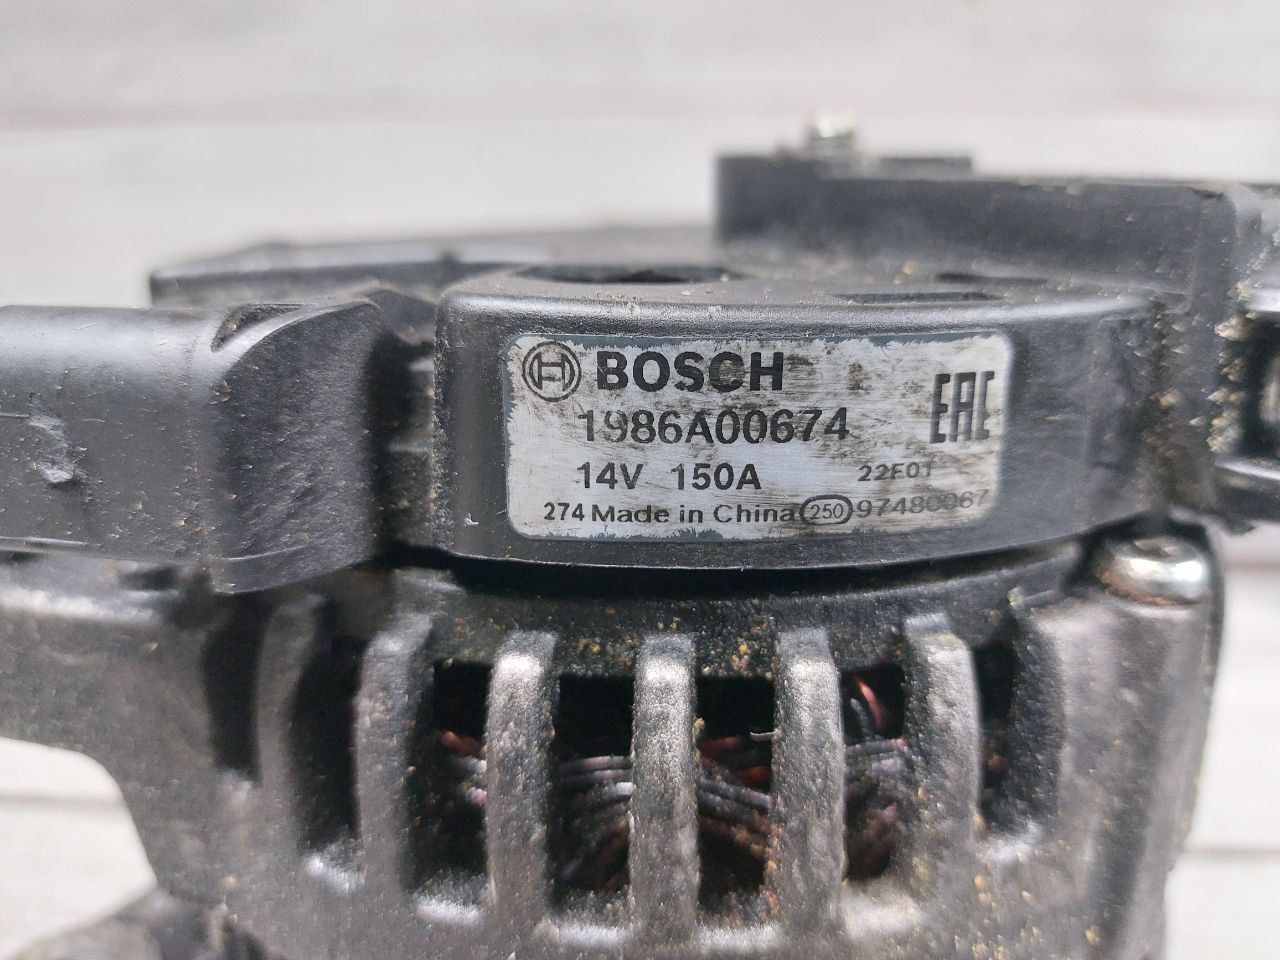 BOSCH
1986A00674
EAC
14V 150A 22F01
274 Made in China 250 97480067